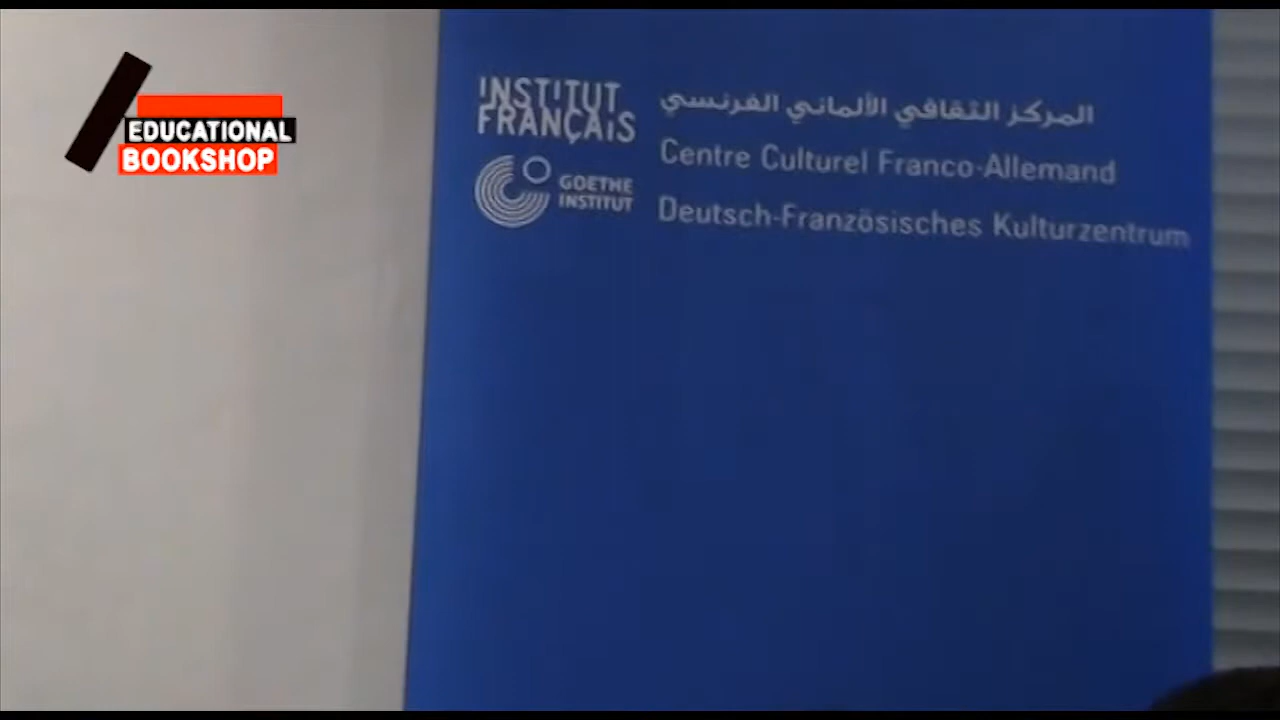 EDUCATIONAL
BOOKSHOP
INSTITUT
FRANÇAIS
GOETHE
INSTITUT
المركز الثقافي الألماني الفرنسي
Centre Culturel Franco-Allemand
Deutsch-Französisches Kulturzentrum